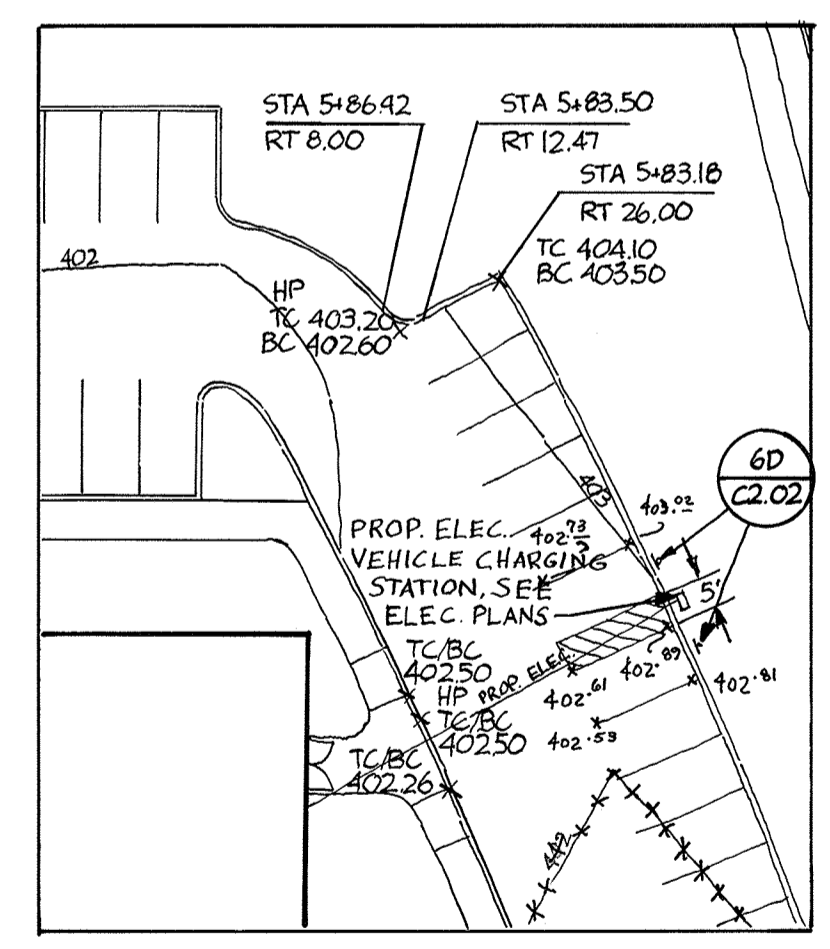 STA 5+86.42
RT 8.00
STA 5+83.50
RT 12.47
STA 5+83.18
RT 26.00
TC 404.10
BC 403.50
402
HP
TC 403.20
BC 402.60
6D
C2.02
403
403.02
402.73
PROP. ELEC.
VEHICLE CHARGING
STATION, SEE
ELEC. PLANS
5'
TC/BC
402.50
HP
TC/BC
402.50
PROP. ELEC.
402.89
402.61
402.81
402.53
TC/BC
402.26